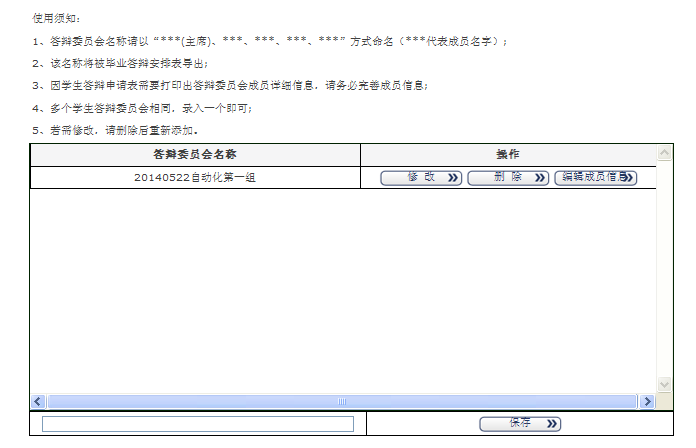 使用须知：
1、答辩委员会名称请以“***(主席)、***、***、***、***”方式命名（***代表成员名字）；
2、该名称将被毕业答辩安排表导出；
3、因学生答辩申请表需要打印出答辩委员会成员详细信息，请务必完善成员信息；
4、多个学生答辩委员会相同，录入一个即可；
5、若需修改，请删除后重新添加。
答辩委员会名称 操作
20140522自动化第一组 修 改 删 除 编辑成员信息
保存